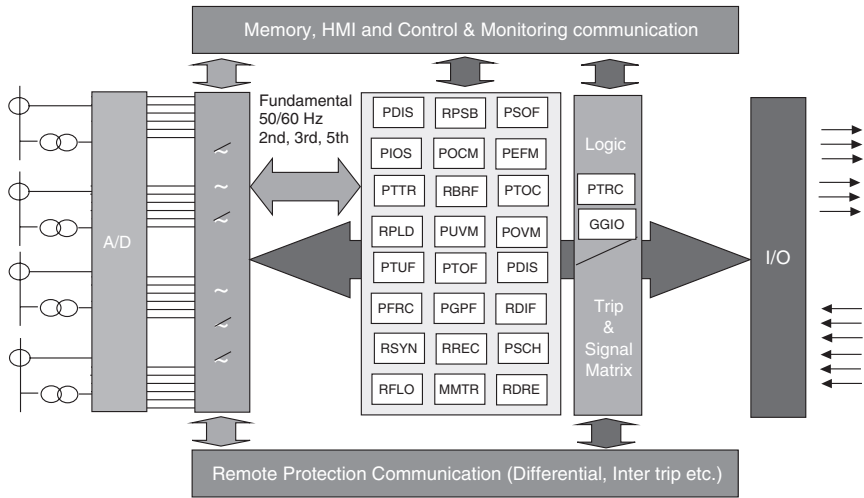 Memory, HMI and Control & Monitoring communication
Fundamental
50/60 Hz
2nd, 3rd, 5th
A/D
~
~
~
~
~
~
PDIS RPSB PSOF
PIOS POCM PEFM
PTTR RBRF PTOC
RPLD PUVM POVM
PTUF PTOF PDIS
PFRC PGPF RDIF
RSYN RREC PSCH
RFLO MMTR RDRE
Logic
PTRC
GGIO
Trip
&
Signal
Matrix
I/O
Remote Protection Communication (Differential, Inter trip etc.)